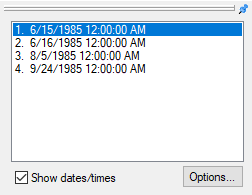 1. 6/15/1985 12:00:00 AM
2. 6/16/1985 12:00:00 AM
3. 8/5/1985 12:00:00 AM
4. 9/24/1985 12:00:00 AM
Show dates/times Options...